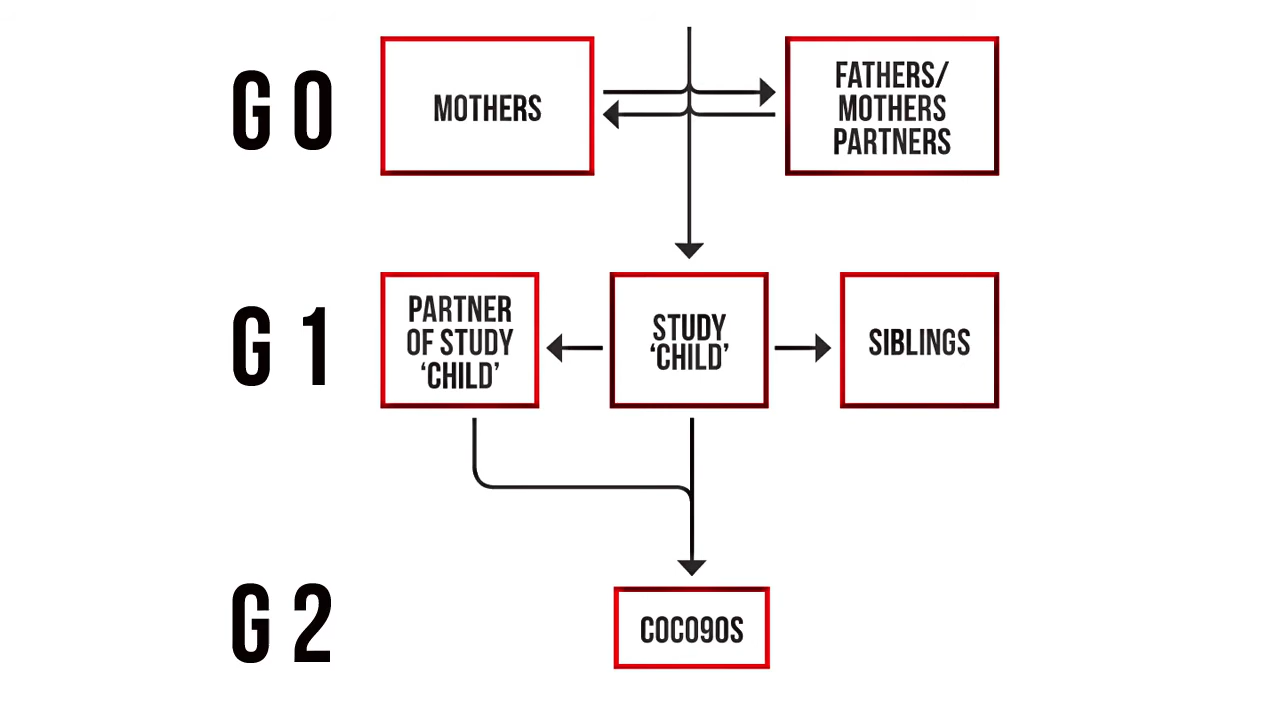 G 0
MOTHERS
FATHERS/
MOTHERS
PARTNERS
G 1
PARTNER
OF STUDY
‘CHILD’
STUDY
‘CHILD’
SIBLINGS
G 2
COCO90S